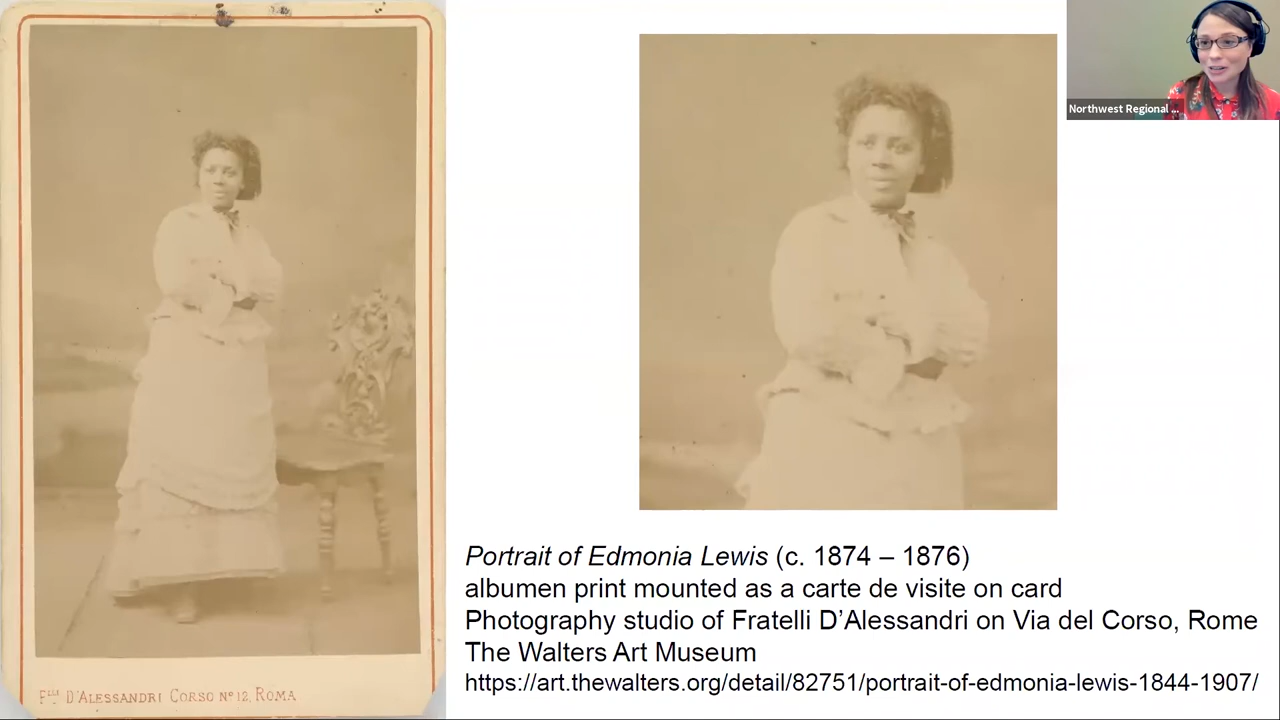 Northwest Regional ...
Portrait of Edmonia Lewis (c. 1874 – 1876)
albumen print mounted as a carte de visite on card
Photography studio of Fratelli D’Alessandri on Via del Corso, Rome
The Walters Art Museum
https://art.thewalters.org/detail/82751/portrait-of-edmonia-lewis-1844-1907/
Flli D'ALESSANDRI CORSO No 12, ROMA